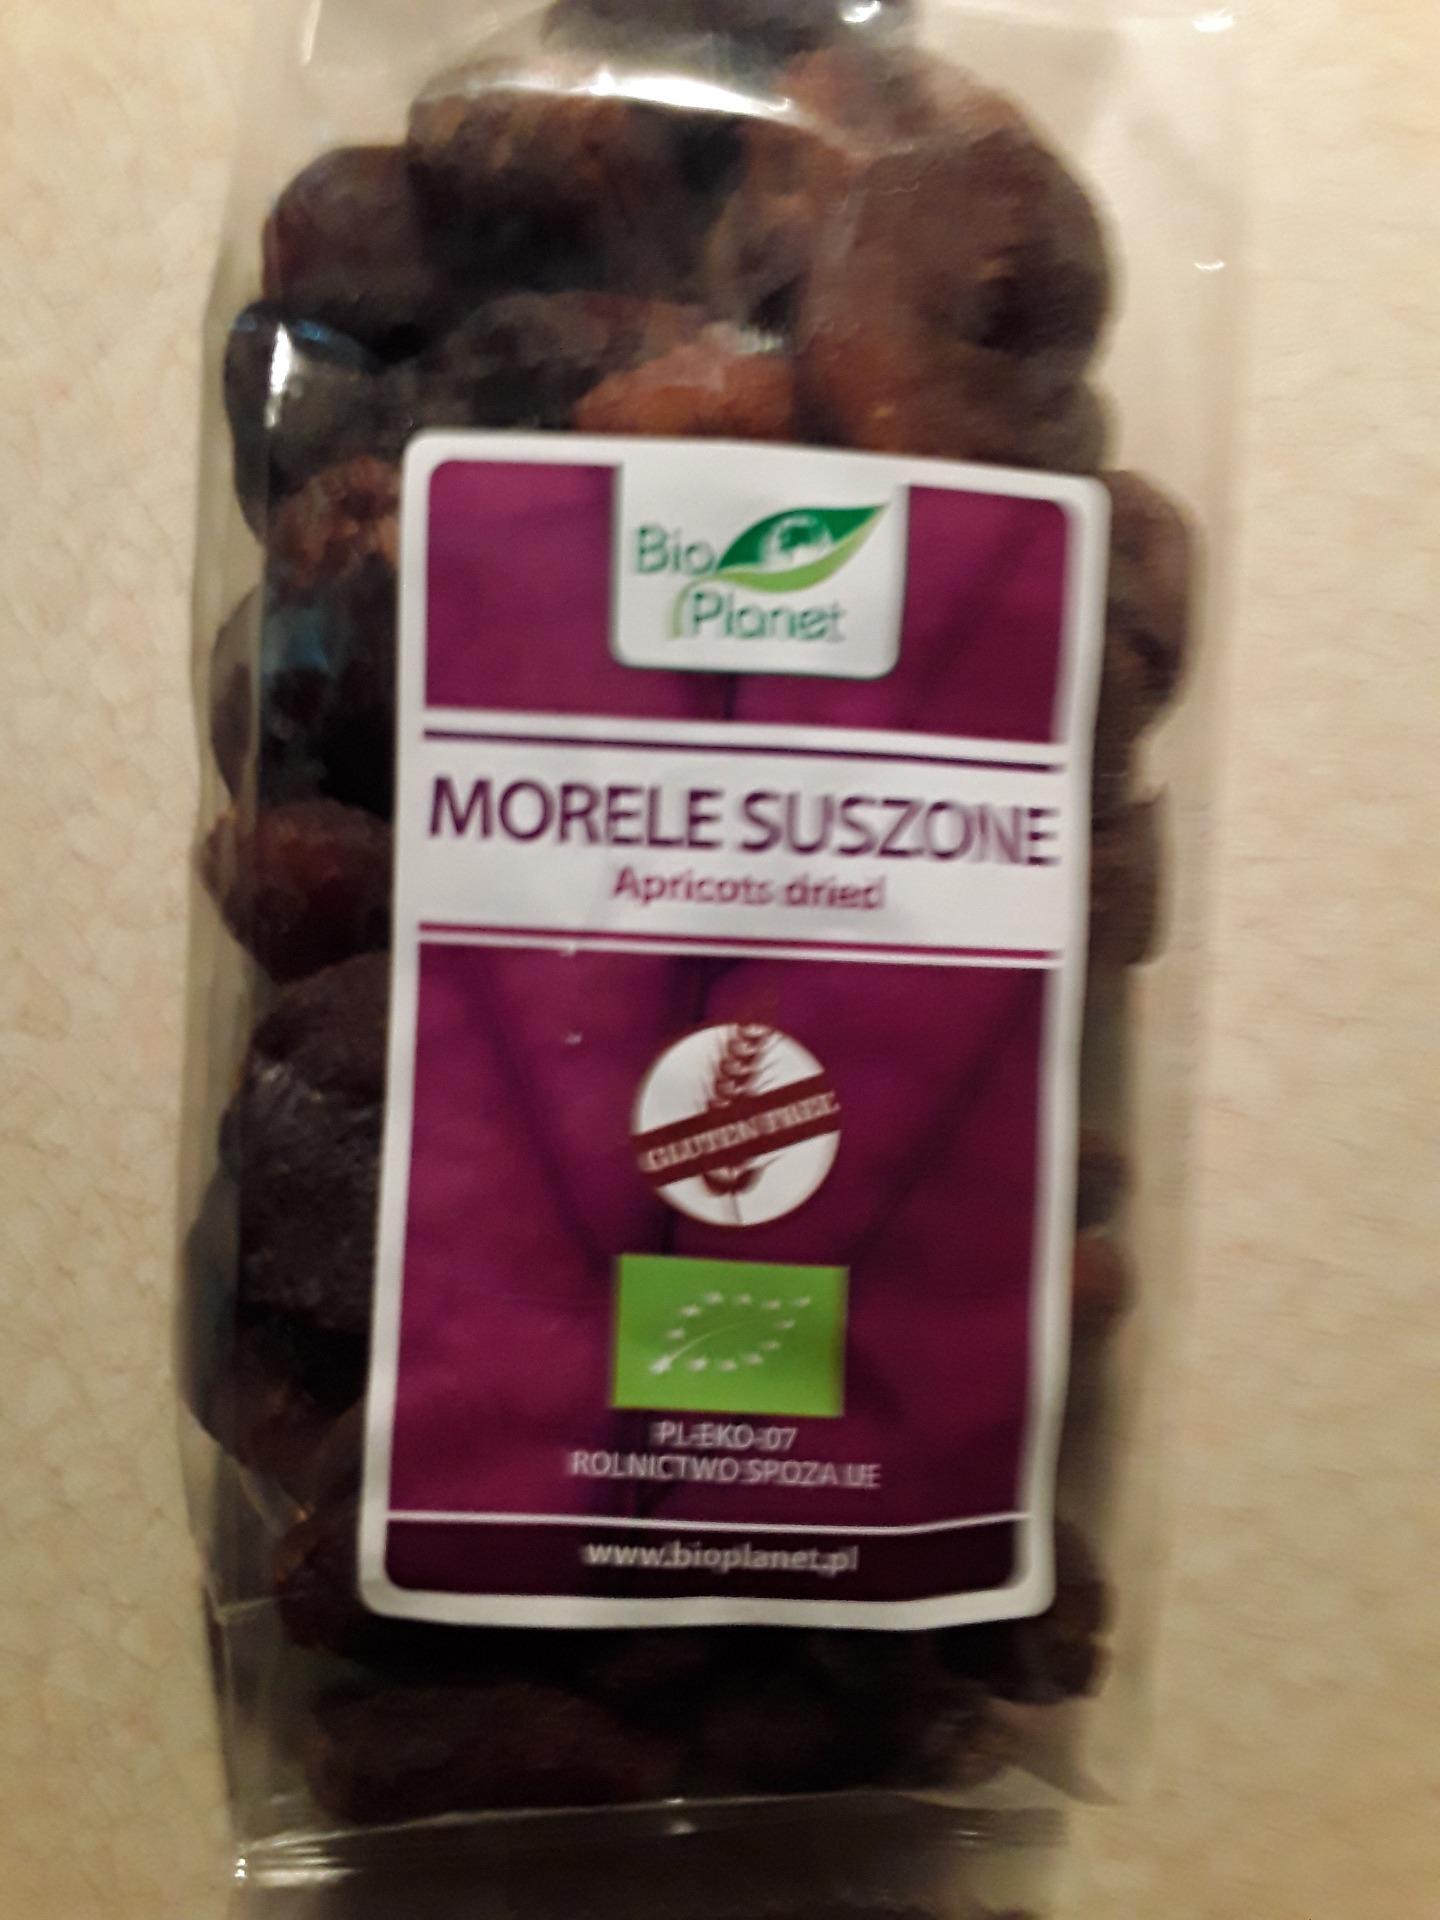 Bio
Planet
MORELE SUSZONE
Apricots dried
GLUTEN FREE
PL-EKO-07
ROLNICTWO SPOZA UE
www.bioplanet.pl